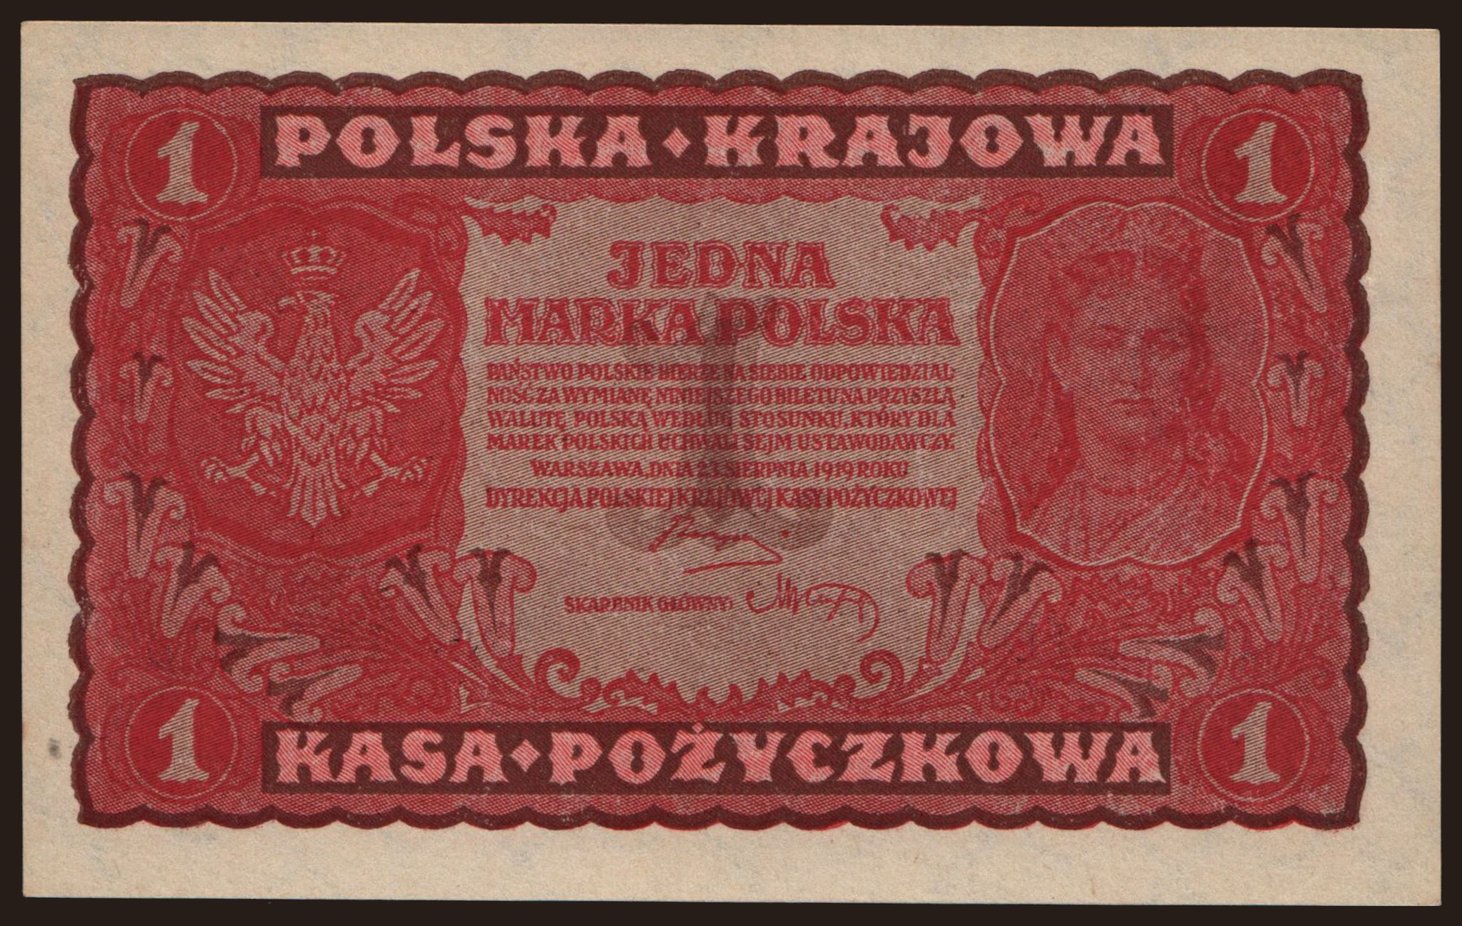 1 POLSKA ⬥ KRAJOWA 1
JEDNA
MARKA POLSKA
PAŃSTWO POLSKIE BIERZE NA SIEBIE ODPOWIEDZIAL-
NOŚĆ ZA WYMIANĘ NINIEJSZEGO BILETU NA PRZYSZŁĄ
WALUTĘ POLSKĄ WEDŁUG STOSUNKU, KTÓRY DLA
MAREK POLSKICH UCHWALI SEJM USTAWODAWCZY.
WARSZAWA, DNIA 23 SIERPNIA 1919 ROKU
DYREKCJA POLSKIEJ KRAJOWEJ KASY POŻYCZKOWEJ
SKARBNIK GŁÓWNY:
1 KASA ⬥ POŻYCZKOWA 1